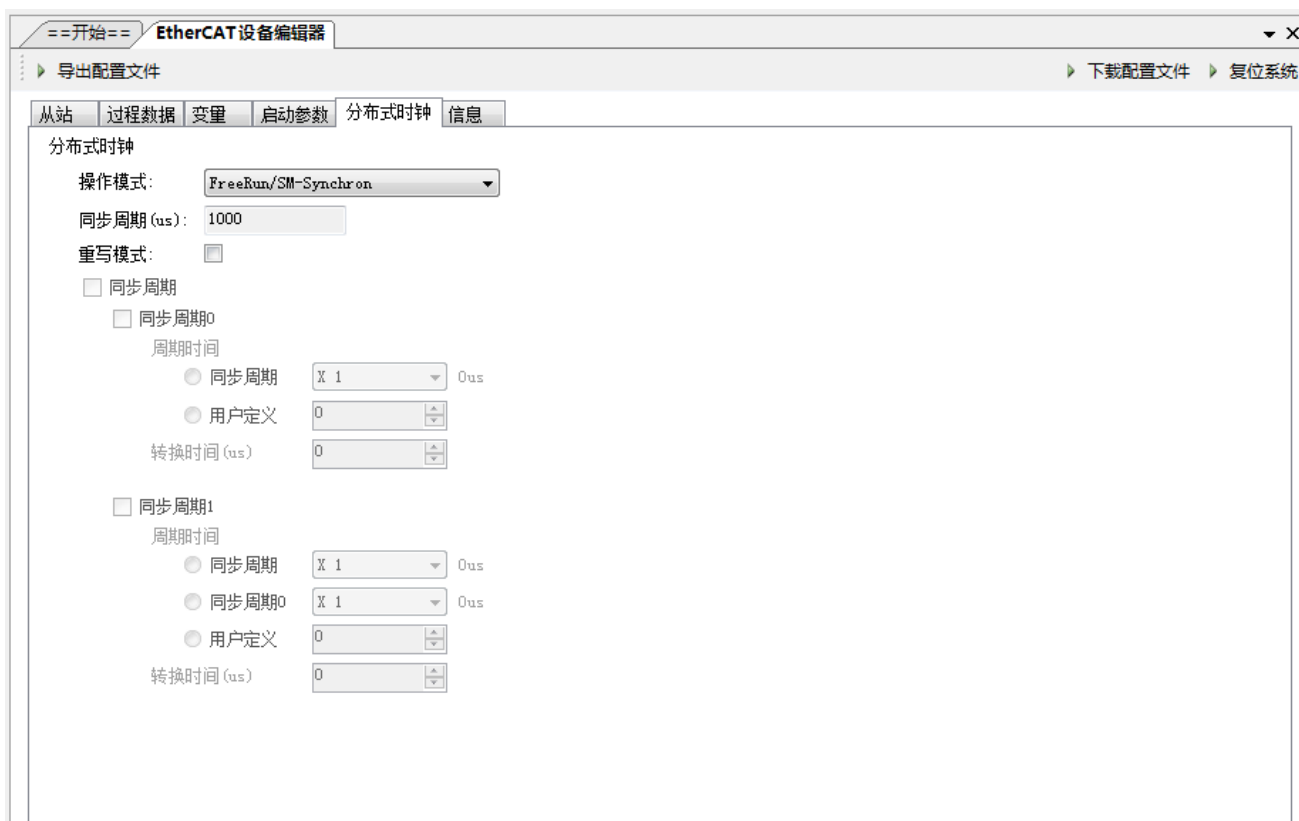 ==开始== EtherCAT设备编辑器
导出配置文件 下载配置文件 复位系统
从站 过程数据 变量 启动参数 分布式时钟 信息
分布式时钟
操作模式: FreeRun/SM-Synchron
同步周期(us): 1000
重写模式:
同步周期
同步周期0
周期时间
同步周期 X 1 0us
用户定义 0
转换时间(us) 0
同步周期1
周期时间
同步周期 X 1 0us
同步周期0 X 1 0us
用户定义 0
转换时间(us) 0